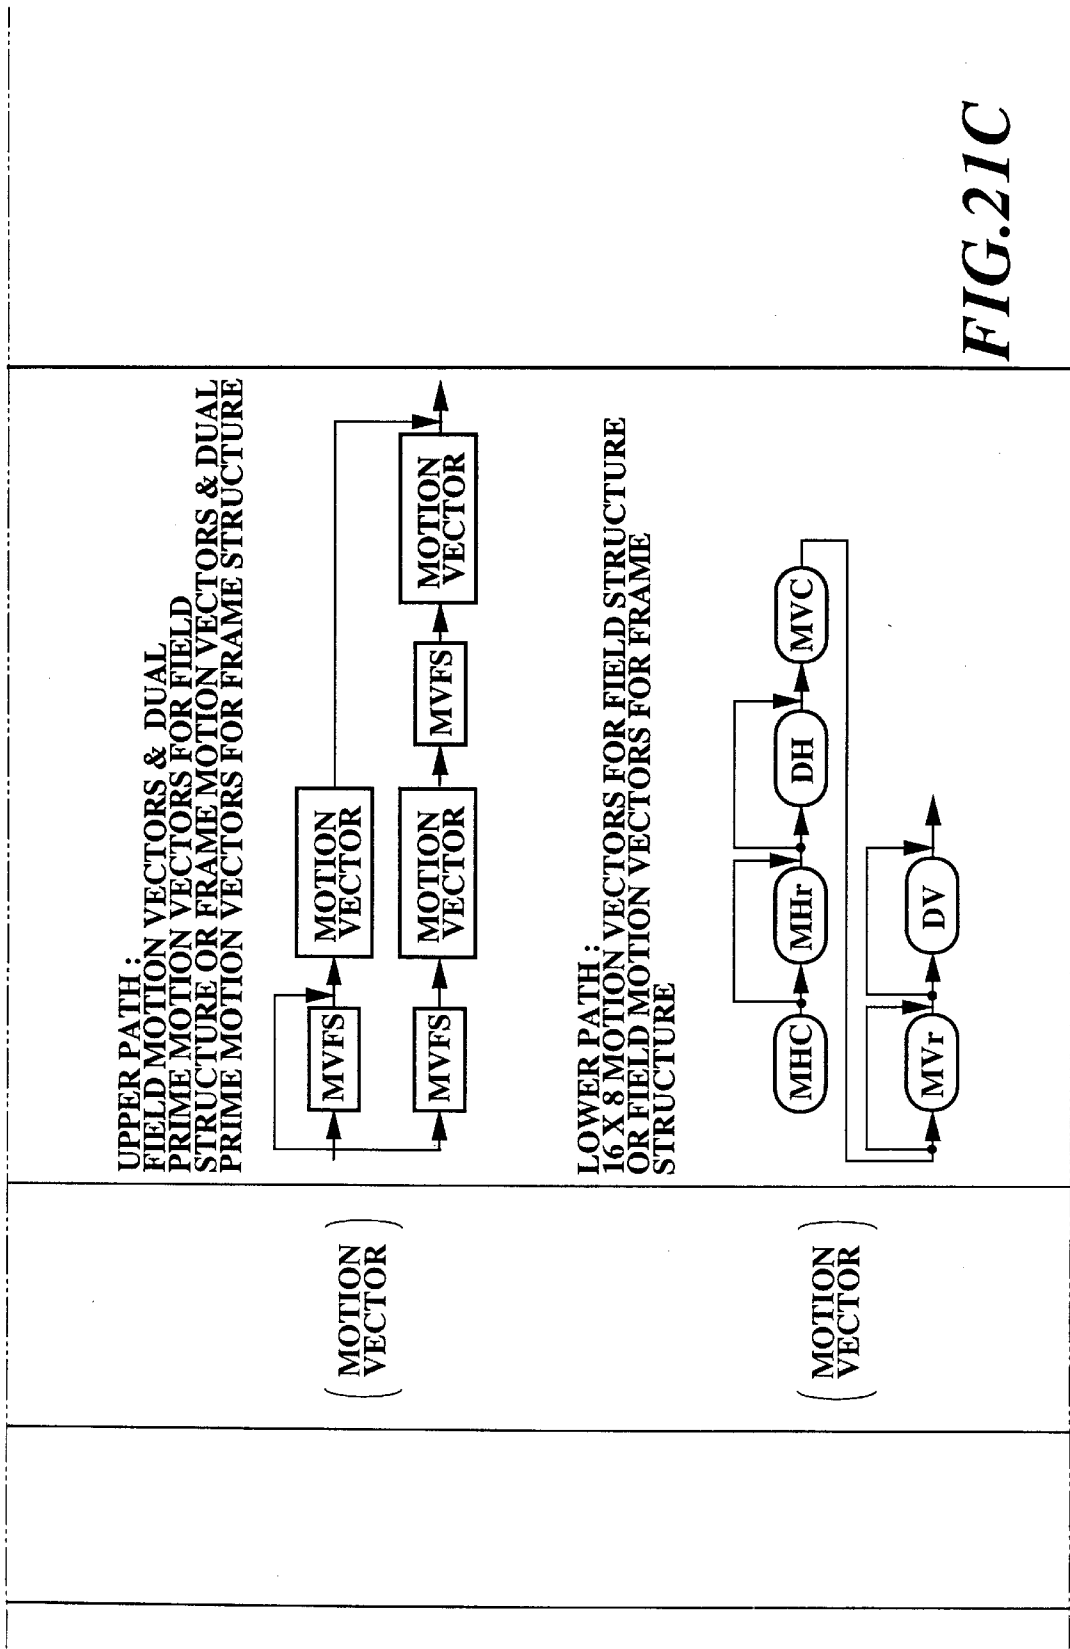 UPPER PATH :
FIELD MOTION VECTORS & DUAL
PRIME MOTION VECTORS FOR FIELD
STRUCTURE OR FRAME MOTION VECTORS & DUAL
PRIME MOTION VECTORS FOR FRAME STRUCTURE
(MOTION
VECTOR)
MVFS
MOTION
VECTOR
MVFS
MOTION
VECTOR
MVFS
MOTION
VECTOR
LOWER PATH :
16 X 8 MOTION VECTORS FOR FIELD STRUCTURE
OR FIELD MOTION VECTORS FOR FRAME
STRUCTURE
(MOTION
VECTOR)
MHC
MHr
DH
MVC
MVr
DV
FIG.21C